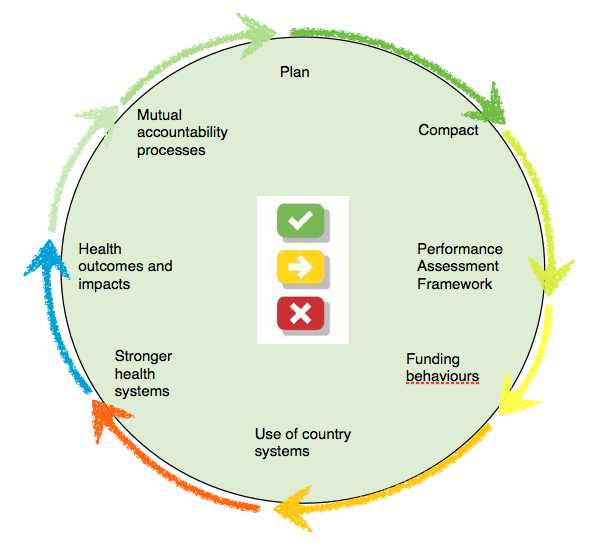 Plan
Compact
Performance
Assessment
Framework
Funding
behaviours
Use of country
systems
Stronger
health
systems
Health
outcomes and
impacts
Mutual
accountability
processes